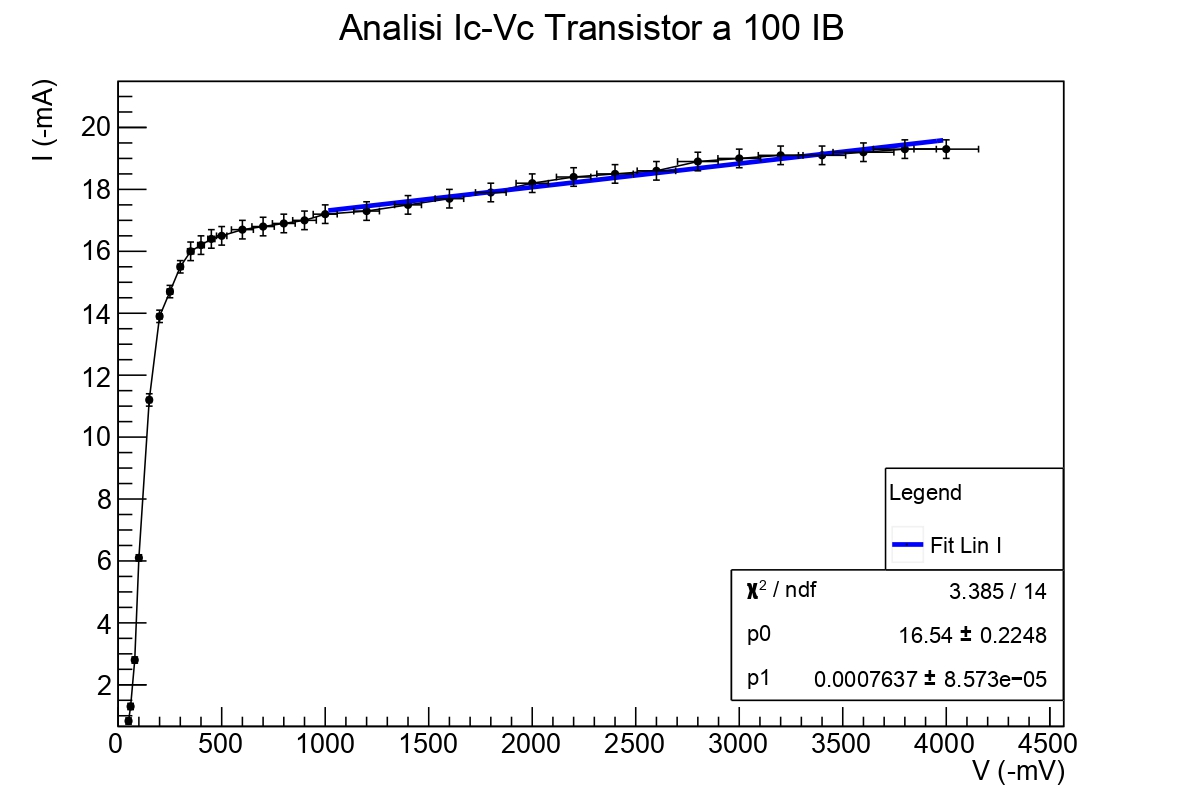 Analisi Ic-Vc Transistor a 100 IB
I (-mA)
20
18
16
14
12
10
8
6
4
2
Legend
Fit Lin I
χ² / ndf 3.385 / 14
p0 16.54 ± 0.2248
p1 0.0007637 ± 8.573e−05
0 500 1000 1500 2000 2500 3000 3500 4000 4500
V (-mV)